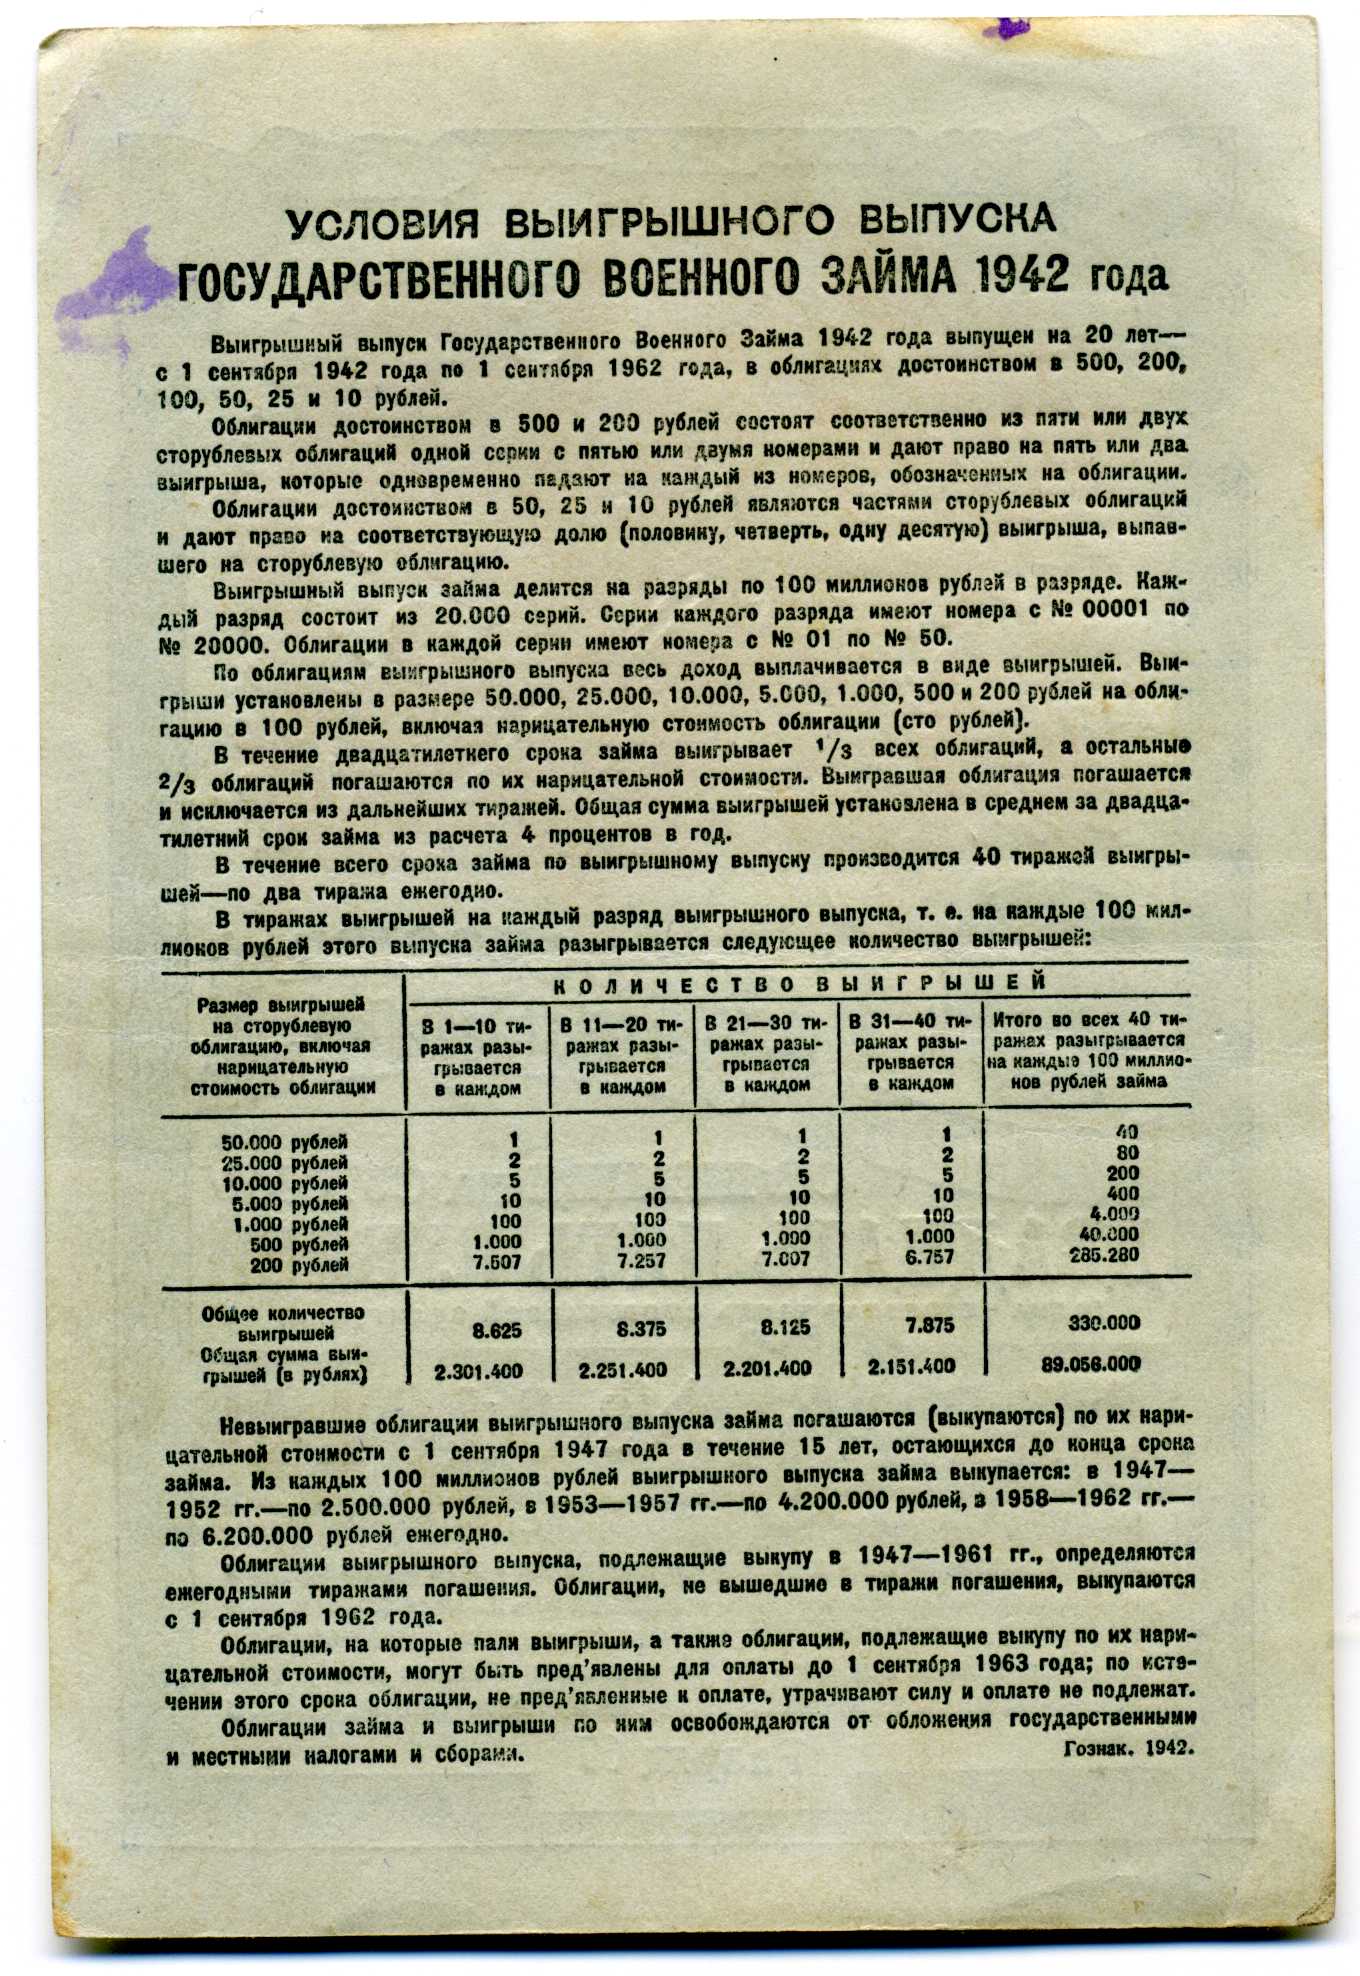 УСЛОВИЯ ВЫИГРЫШНОГО ВЫПУСКА
ГОСУДАРСТВЕННОГО ВОЕННОГО ЗАЙМА 1942 года
Выигрышный выпуск Государственного Военного Займа 1942 года выпущен на 20 лет—
с 1 сентября 1942 года по 1 сентября 1962 года, в облигациях достоинством в 500, 200,
100, 50, 25 и 10 рублей.
Облигации достоинством в 500 и 200 рублей состоят соответственно из пяти или двух
сторублевых облигаций одной серии с пятью или двумя номерами и дают право на пять или два
выигрыша, которые одновременно падают на каждый из номеров, обозначенных на облигации.
Облигации достоинством в 50, 25 и 10 рублей являются частями сторублевых облигаций
и дают право на соответствующую долю (половину, четверть, одну десятую) выигрыша, выпав-
шего на сторублевую облигацию.
Выигрышный выпуск займа делится на разряды по 100 миллионов рублей в разряде. Каж-
дый разряд состоит из 20.000 серий. Серии каждого разряда имеют номера с № 00001 по
№ 20000. Облигации в каждой серии имеют номера с № 01 по № 50.
По облигациям выигрышного выпуска весь доход выплачивается в виде выигрышей. Выи-
грыши установлены в размере 50.000, 25.000, 10.000, 5.000, 1.000, 500 и 200 рублей на обли-
гацию в 100 рублей, включая нарицательную стоимость облигации (сто рублей).
В течение двадцатилетнего срока займа выигрывает 1/3 всех облигаций, а остальные
2/3 облигаций погашаются по их нарицательной стоимости. Выигравшая облигация погашается
и исключается из дальнейших тиражей. Общая сумма выигрышей установлена в среднем за двадца-
тилетний срок займа из расчета 4 процентов в год.
В течение всего срока займа по выигрышному выпуску производится 40 тиражей выигры-
шей—по два тиража ежегодно.
В тиражах выигрышей на каждый разряд выигрышного выпуска, т. е. на каждые 100 мил-
лионов рублей этого выпуска займа разыгрывается следующее количество выигрышей:
Размер выигрышей
на сторублевую
облигацию, включая
нарицательную
стоимость облигации
КОЛИЧЕСТВО ВЫИГРЫШЕЙ
В 1—10 ти- В 11—20 ти- В 21—30 ти- В 31—40 ти- Итого во всех 40 ти-
ражах разы- ражах разы- ражах разы- ражах разы- ражах разыгрывается
грывается грывается грывается грывается на каждые 100 миллио-
в каждом в каждом в каждом в каждом нов рублей займа
50.000 рублей 1 1 1 1 40
25.000 рублей 2 2 2 2 80
10.000 рублей 5 5 5 5 200
5.000 рублей 10 10 10 10 400
1.000 рублей 100 100 100 100 4.000
500 рублей 1.000 1.000 1.000 1.000 40.000
200 рублей 7.507 7.257 7.007 6.757 285.280
Общее количество
выигрышей 8.625 8.375 8.125 7.875 330.000
Общая сумма выи-
грышей (в рублях) 2.301.400 2.251.400 2.201.400 2.151.400 89.056.000
Невыигравшие облигации выигрышного выпуска займа погашаются (выкупаются) по их нари-
цательной стоимости с 1 сентября 1947 года в течение 15 лет, остающихся до конца срока
займа. Из каждых 100 миллионов рублей выигрышного выпуска займа выкупается: в 1947—
1952 гг.—по 2.500.000 рублей, в 1953—1957 гг.—по 4.200.000 рублей, в 1958—1962 гг.—
по 6.200.000 рублей ежегодно.
Облигации выигрышного выпуска, подлежащие выкупу в 1947—1961 гг., определяются
ежегодными тиражами погашения. Облигации, не вышедшие в тиражи погашения, выкупаются
с 1 сентября 1962 года.
Облигации, на которые пали выигрыши, а также облигации, подлежащие выкупу по их нари-
цательной стоимости, могут быть пред'явлены для оплаты до 1 сентября 1963 года; по исте-
чении этого срока облигации, не пред'явленные к оплате, утрачивают силу и оплате не подлежат.
Облигации займа и выигрыши по ним освобождаются от обложения государственными
и местными налогами и сборами.
Гознак. 1942.